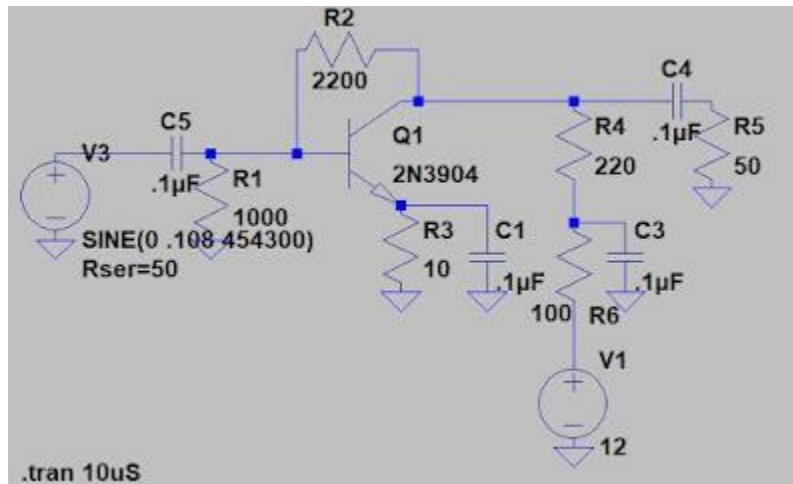 R2
2200
C4
C5
Q1
R4
.1µF
R5
V3
.1µF
R1
2N3904
220
50
1000
R3
C1
C3
SINE(0 .108 454300)
Rser=50
10
.1µF
.1µF
100
R6
V1
12
.tran 10uS